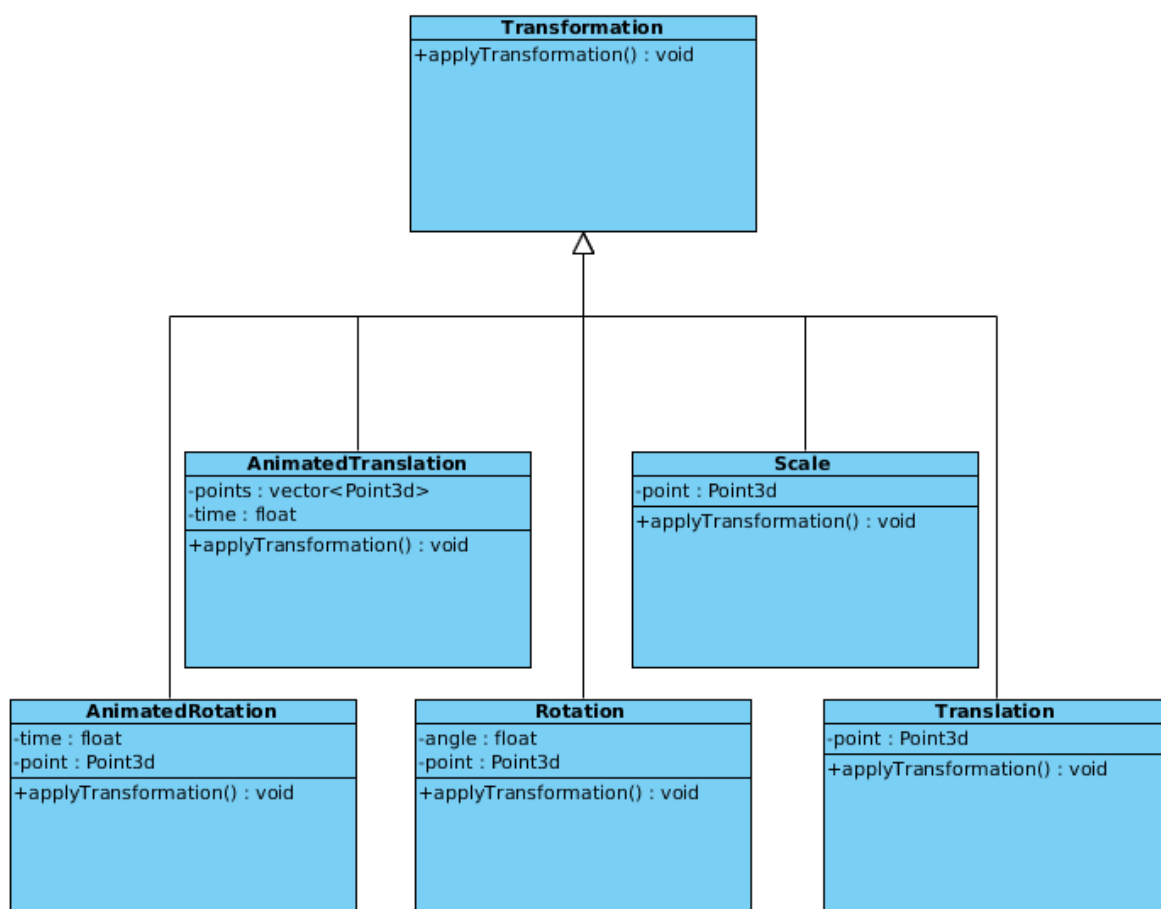 Transformation
+applyTransformation() : void
AnimatedTranslation
-points : vector<Point3d>
-time : float
+applyTransformation() : void
Scale
-point : Point3d
+applyTransformation() : void
AnimatedRotation
-time : float
-point : Point3d
+applyTransformation() : void
Rotation
-angle : float
-point : Point3d
+applyTransformation() : void
Translation
-point : Point3d
+applyTransformation() : void